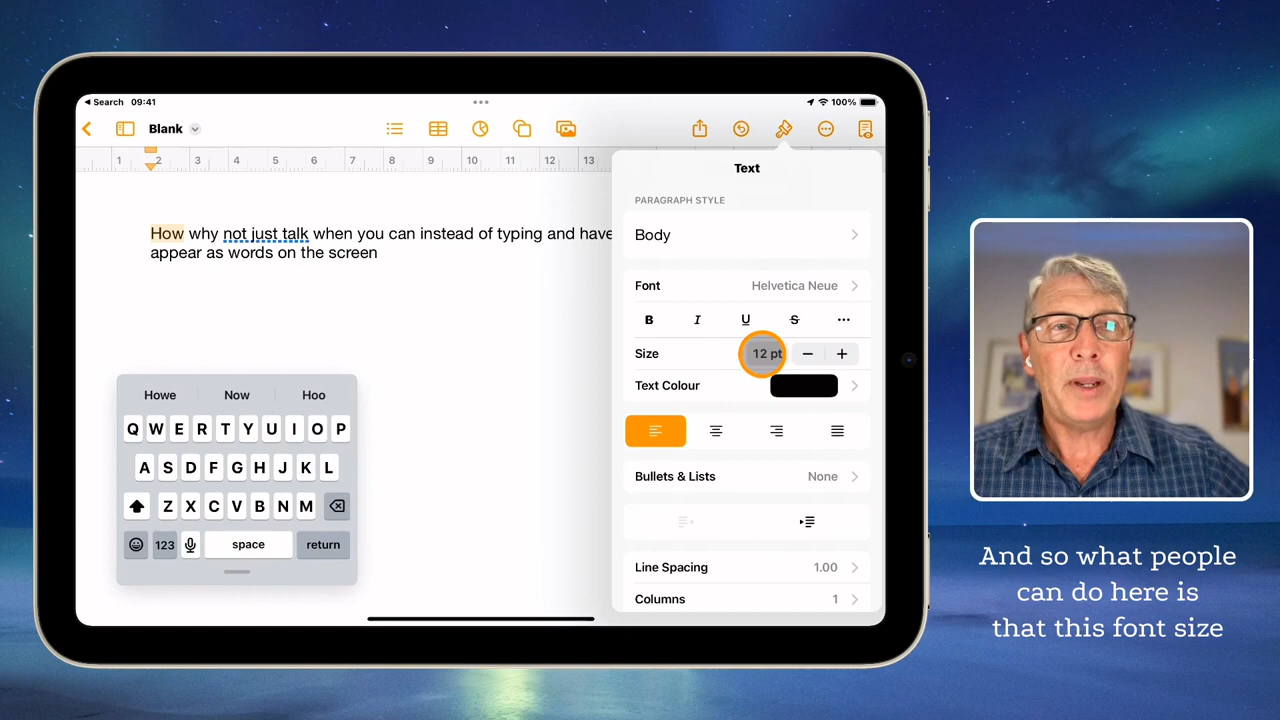 Search 09:41
100%
Blank
1 2 3 4 5 6 7 8 9 10 11 12 13
How why not just talk when you can instead of typing and have
appear as words on the screen
Text
PARAGRAPH STYLE
Body
Font Helvetica Neue
B I U S
Size 12 pt − +
Text Colour
Bullets & Lists None
Line Spacing 1.00
Columns 1
Howe Now Hoo
Q W E R T Y U I O P
A S D F G H J K L
Z X C V B N M
123 space return
And so what people
can do here is
that this font size